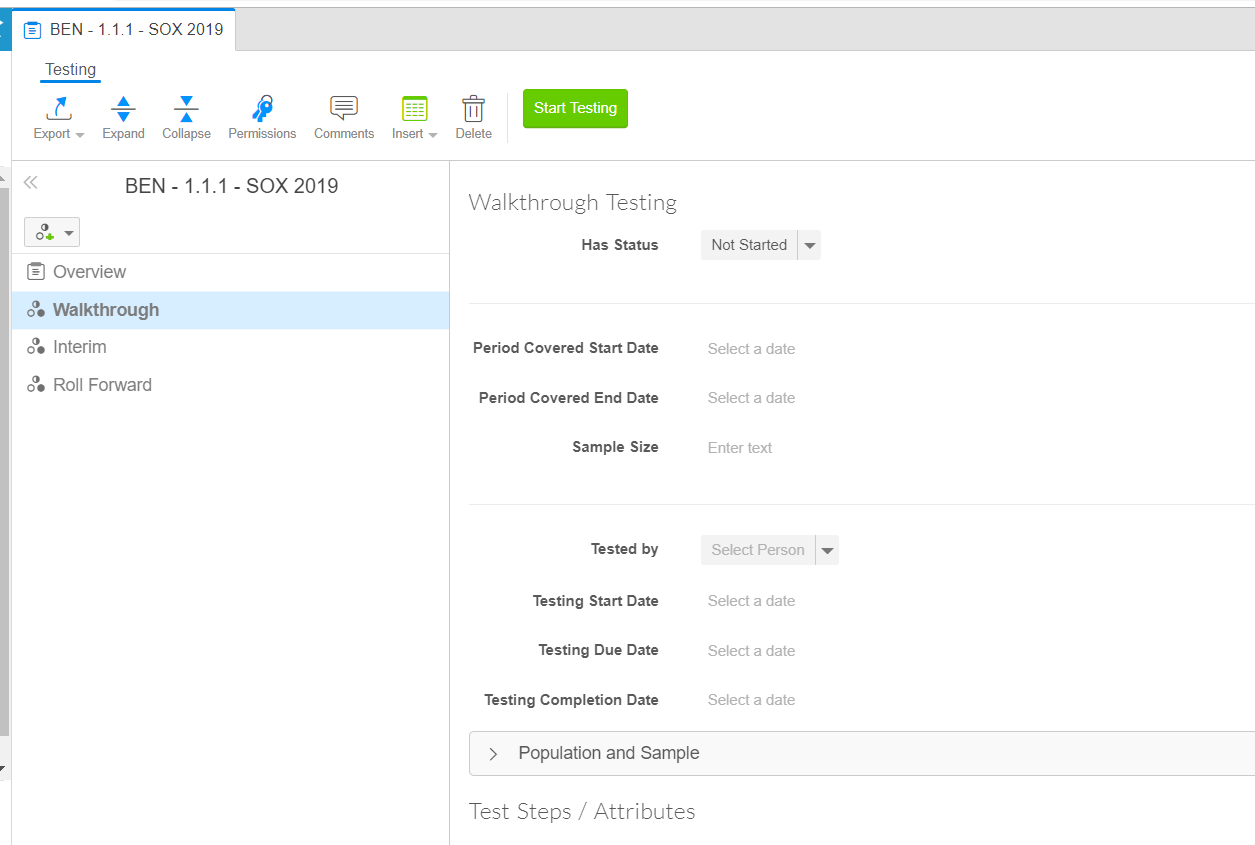 BEN - 1.1.1 - SOX 2019
Testing
Export Expand Collapse Permissions Comments Insert Delete Start Testing
BEN - 1.1.1 - SOX 2019
Overview
Walkthrough
Interim
Roll Forward
Walkthrough Testing
Has Status Not Started
Period Covered Start Date Select a date
Period Covered End Date Select a date
Sample Size Enter text
Tested by Select Person
Testing Start Date Select a date
Testing Due Date Select a date
Testing Completion Date Select a date
Population and Sample
Test Steps / Attributes